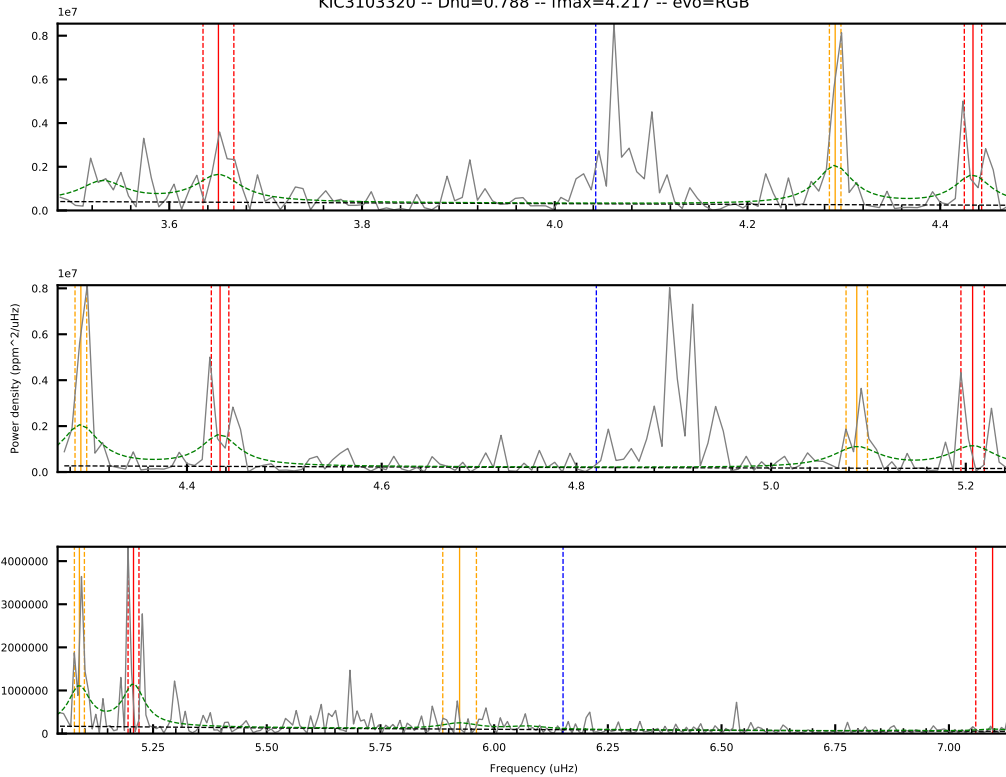 KIC3103320 -- Dnu=0.788 -- fmax=4.217 -- evo=RGB
1e7
0.8
0.6
0.4
0.2
0.0
3.6 3.8 4.0 4.2 4.4
1e7
0.8
0.6
0.4
0.2
0.0
4.4 4.6 4.8 5.0 5.2
Power density (ppm^2/uHz)
4000000
3000000
2000000
1000000
0
5.25 5.50 5.75 6.00 6.25 6.50 6.75 7.00
Frequency (uHz)